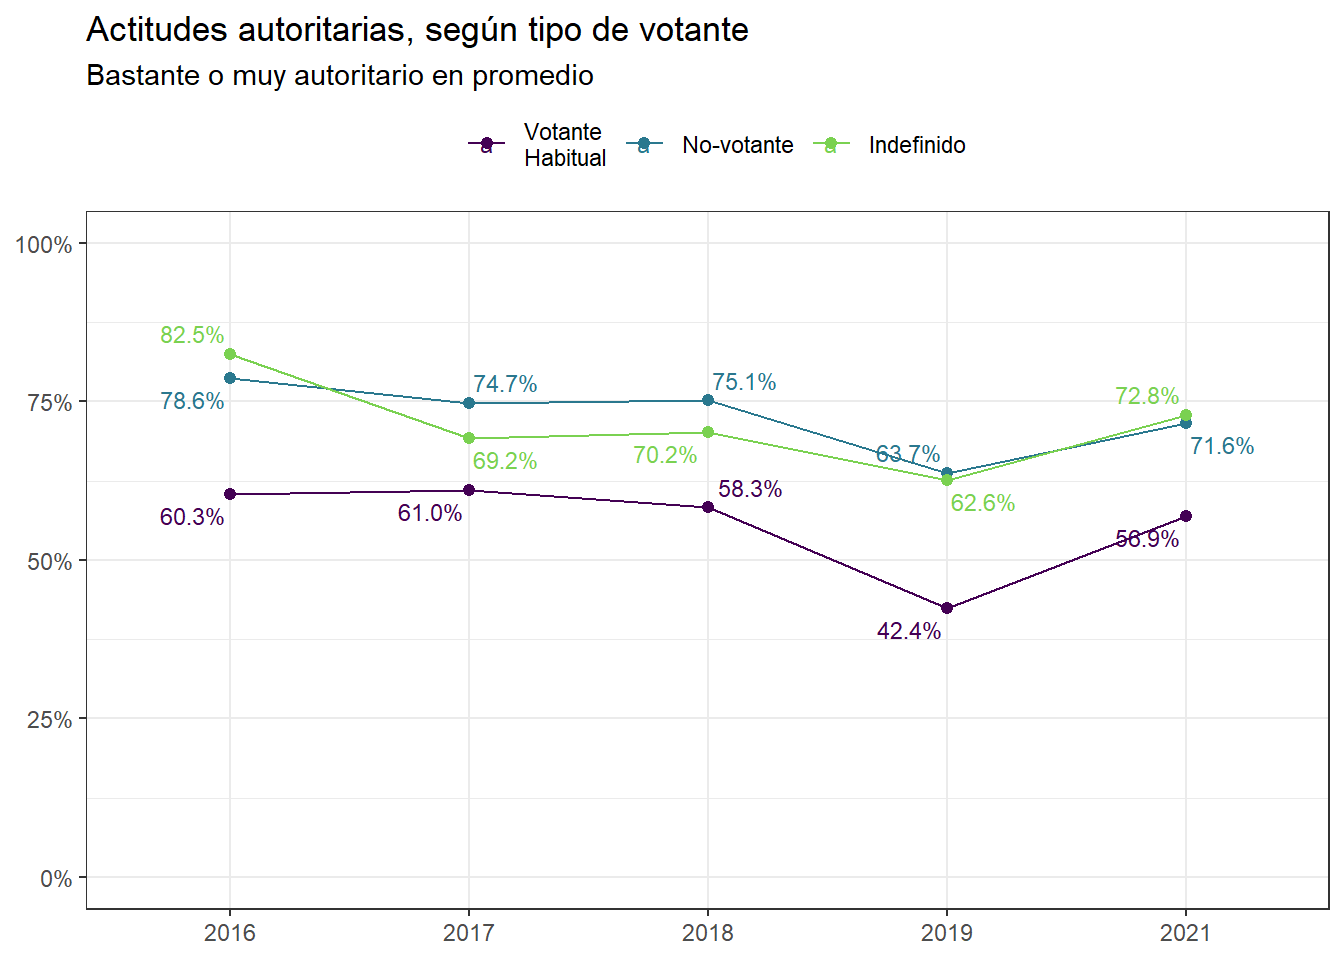 Actitudes autoritarias, según tipo de votante
Bastante o muy autoritario en promedio
a Votante
Habitual
a No-votante
a Indefinido
100%
75%
50%
25%
0%
82.5%
78.6%
60.3%
74.7%
69.2%
61.0%
75.1%
70.2%
58.3%
63.7%
62.6%
42.4%
72.8%
71.6%
56.9%
2016 2017 2018 2019 2021